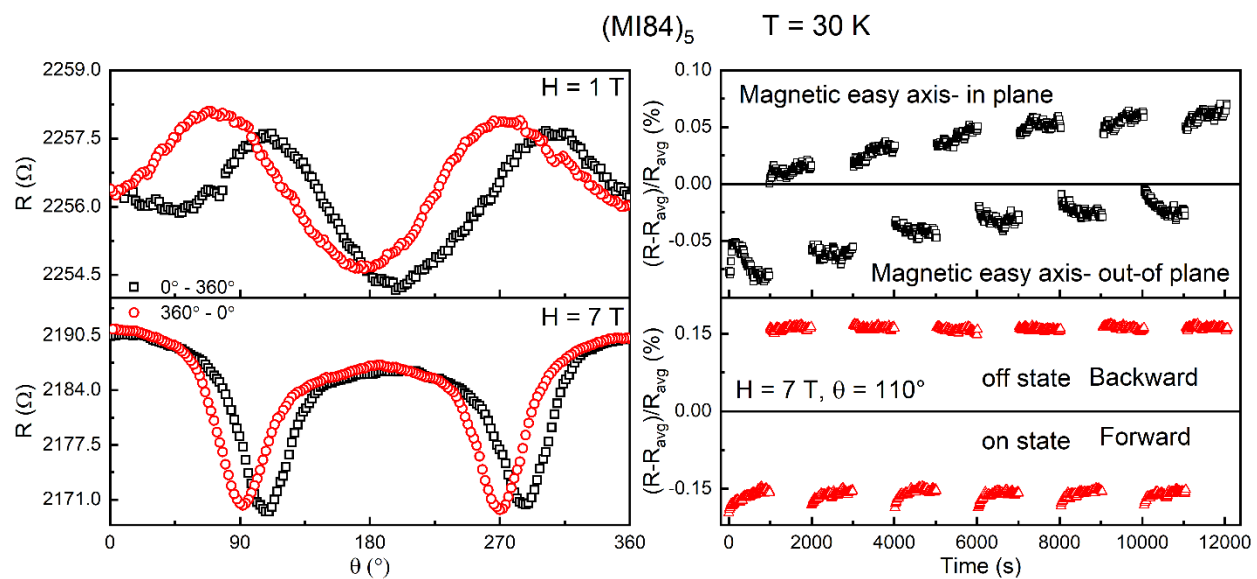 (MI84)₅ T = 30 K
2259.0
2257.5
2256.0
2254.5
R (Ω)
H = 1 T
0° - 360°
360° - 0°
2190.5
2184.0
2177.5
2171.0
R (Ω)
H = 7 T
0 90 180 270 360
θ (°)
0.10
0.05
0.00
-0.05
(R-Ravg)/Ravg (%)
Magnetic easy axis- in plane
Magnetic easy axis- out-of plane
0.15
0.00
-0.15
(R-Ravg)/Ravg (%)
off state Backward
H = 7 T, θ = 110°
on state Forward
0 2000 4000 6000 8000 10000 12000
Time (s)